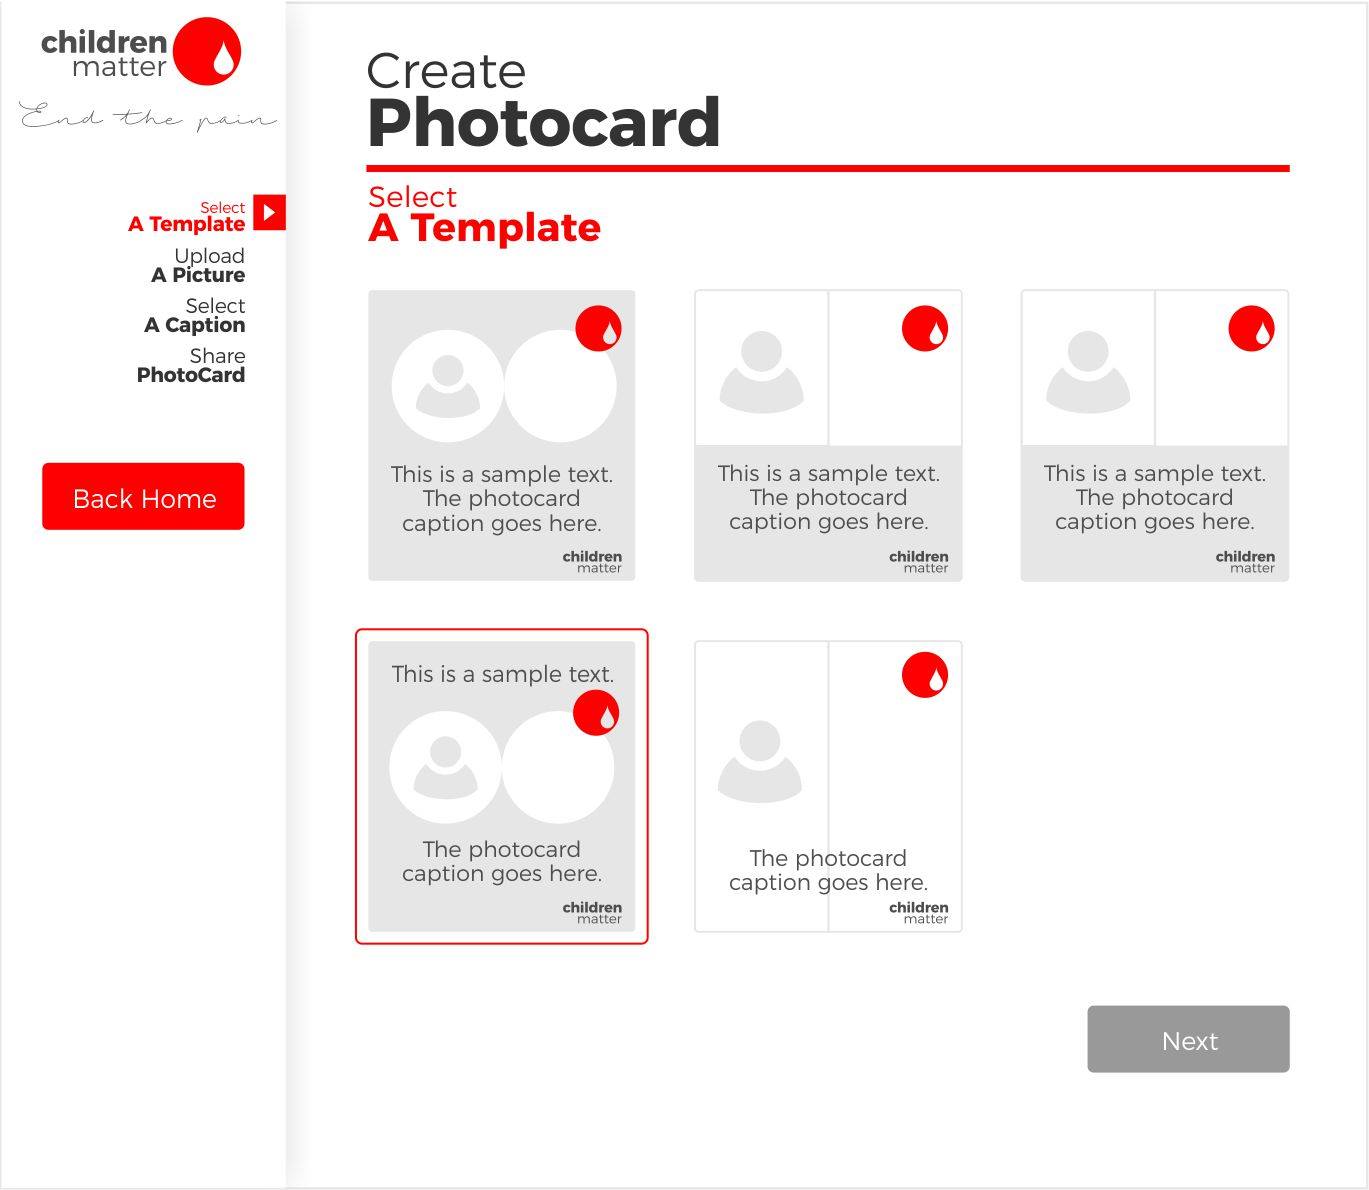 children
matter
End the pain
Select
A Template
Upload
A Picture
Select
A Caption
Share
PhotoCard
Back Home
Create
Photocard
Select
A Template
This is a sample text.
The photocard
caption goes here.
children
matter
This is a sample text.
The photocard
caption goes here.
children
matter
This is a sample text.
The photocard
caption goes here.
children
matter
This is a sample text.
The photocard
caption goes here.
children
matter
The photocard
caption goes here.
children
matter
Next